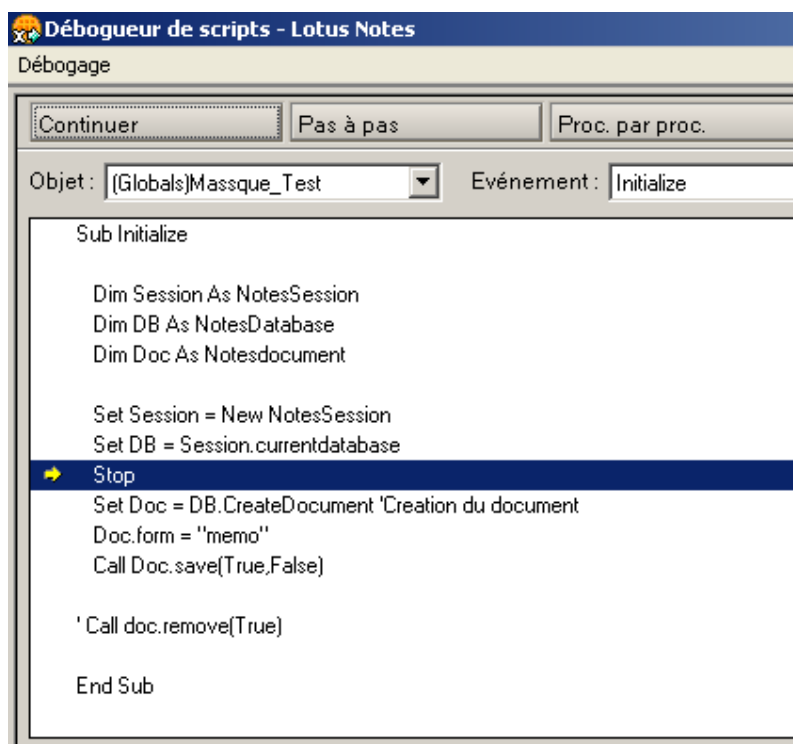 Débogueur de scripts - Lotus Notes
Débogage
Continuer Pas à pas Proc. par proc.
Objet : (Globals)Massque_Test Evénement : Initialize
Sub Initialize
Dim Session As NotesSession
Dim DB As NotesDatabase
Dim Doc As Notesdocument
Set Session = New NotesSession
Set DB = Session.currentdatabase
Stop
Set Doc = DB.CreateDocument 'Creation du document
Doc.form = "memo"
Call Doc.save(True,False)
' Call doc.remove(True)
End Sub